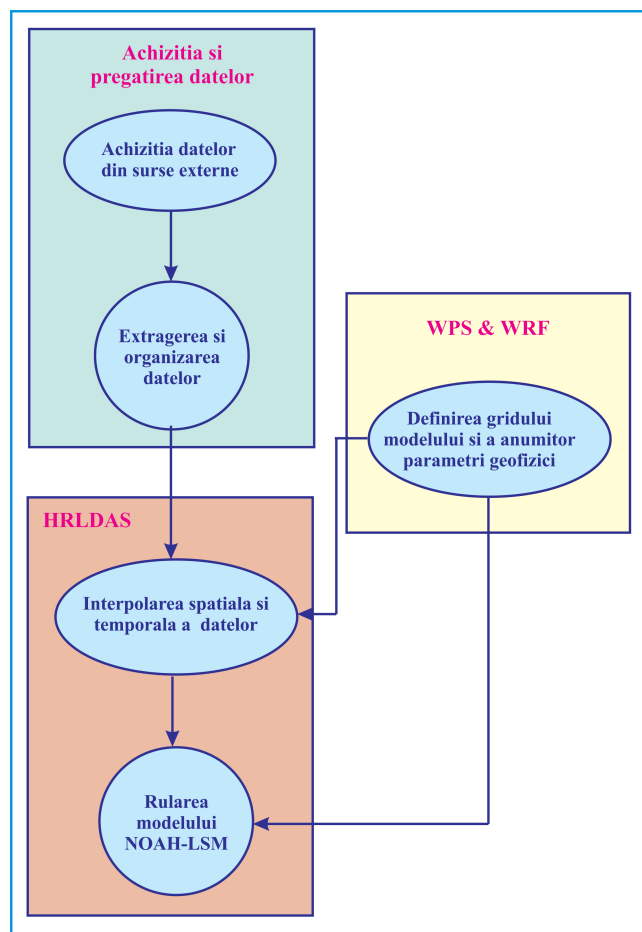 Achizitia si
pregatirea datelor
Achizitia datelor
din surse externe
Extragerea si
organizarea
datelor
WPS & WRF
Definirea gridului
modelului si a anumitor
parametri geofizici
HRLDAS
Interpolarea spatiala si
temporala a datelor
Rularea
modelului
NOAH-LSM